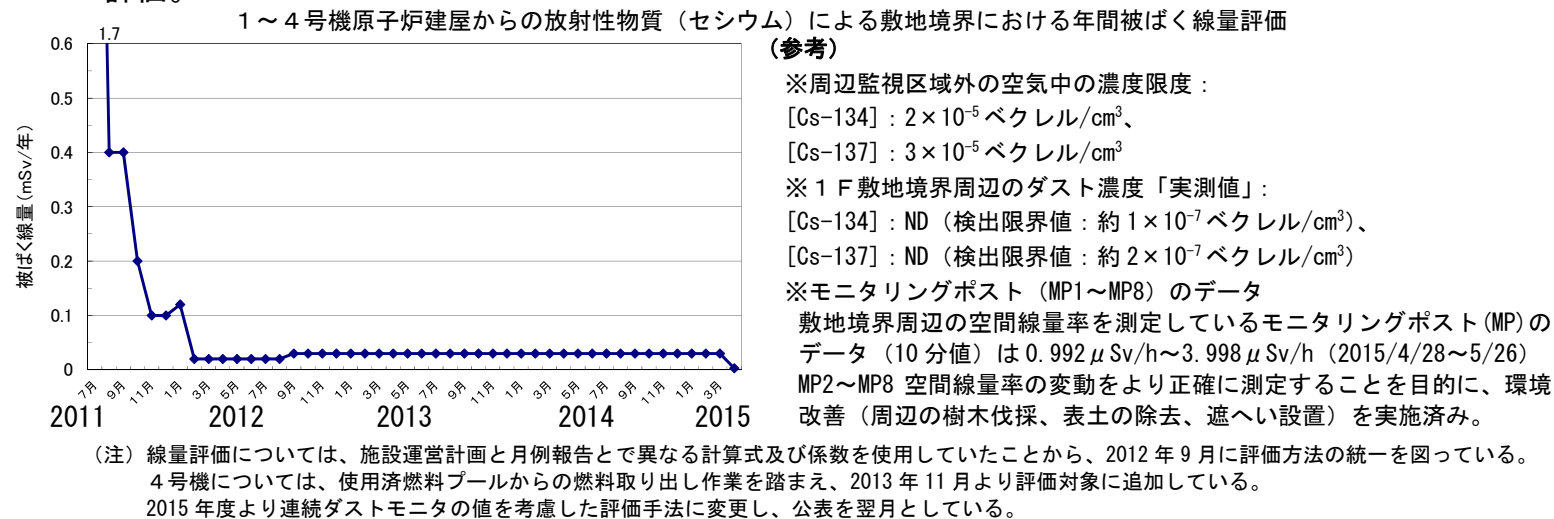 評価。
1～4号機原子炉建屋からの放射性物質（セシウム）による敷地境界における年間被ばく線量評価
1.7
0.6
0.5
0.4
0.3
0.2
0.1
0
被ばく線量(mSv/年)
7月 9月 11月 1月 3月 5月 7月 9月 11月 1月 3月 5月 7月 9月 11月 1月 3月 5月 7月 9月 11月 1月 3月
2011 2012 2013 2014 2015
（参考）
※周辺監視区域外の空気中の濃度限度：
[Cs-134]：2×10⁻⁵ベクレル/cm³、
[Cs-137]：3×10⁻⁵ベクレル/cm³
※１Ｆ敷地境界周辺のダスト濃度「実測値」：
[Cs-134]：ND（検出限界値：約1×10⁻⁷ベクレル/cm³）、
[Cs-137]：ND（検出限界値：約2×10⁻⁷ベクレル/cm³）
※モニタリングポスト（MP1～MP8）のデータ
敷地境界周辺の空間線量率を測定しているモニタリングポスト(MP)の
データ（10分値）は0.992μSv/h～3.998μSv/h（2015/4/28～5/26）
MP2～MP8 空間線量率の変動をより正確に測定することを目的に、環境
改善（周辺の樹木伐採、表土の除去、遮へい設置）を実施済み。
（注）線量評価については、施設運営計画と月例報告とで異なる計算式及び係数を使用していたことから、2012年9月に評価方法の統一を図っている。
４号機については、使用済燃料プールからの燃料取り出し作業を踏まえ、2013年11月より評価対象に追加している。
2015年度より連続ダストモニタの値を考慮した評価手法に変更し、公表を翌月としている。